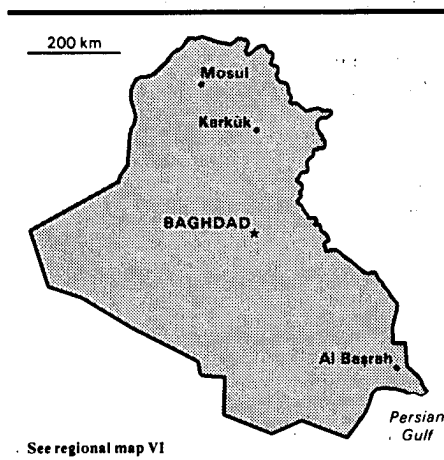 200 km
Mosul
Karkūk
BAGHDAD
Al Başrah
Persian
Gulf
See regional map VI